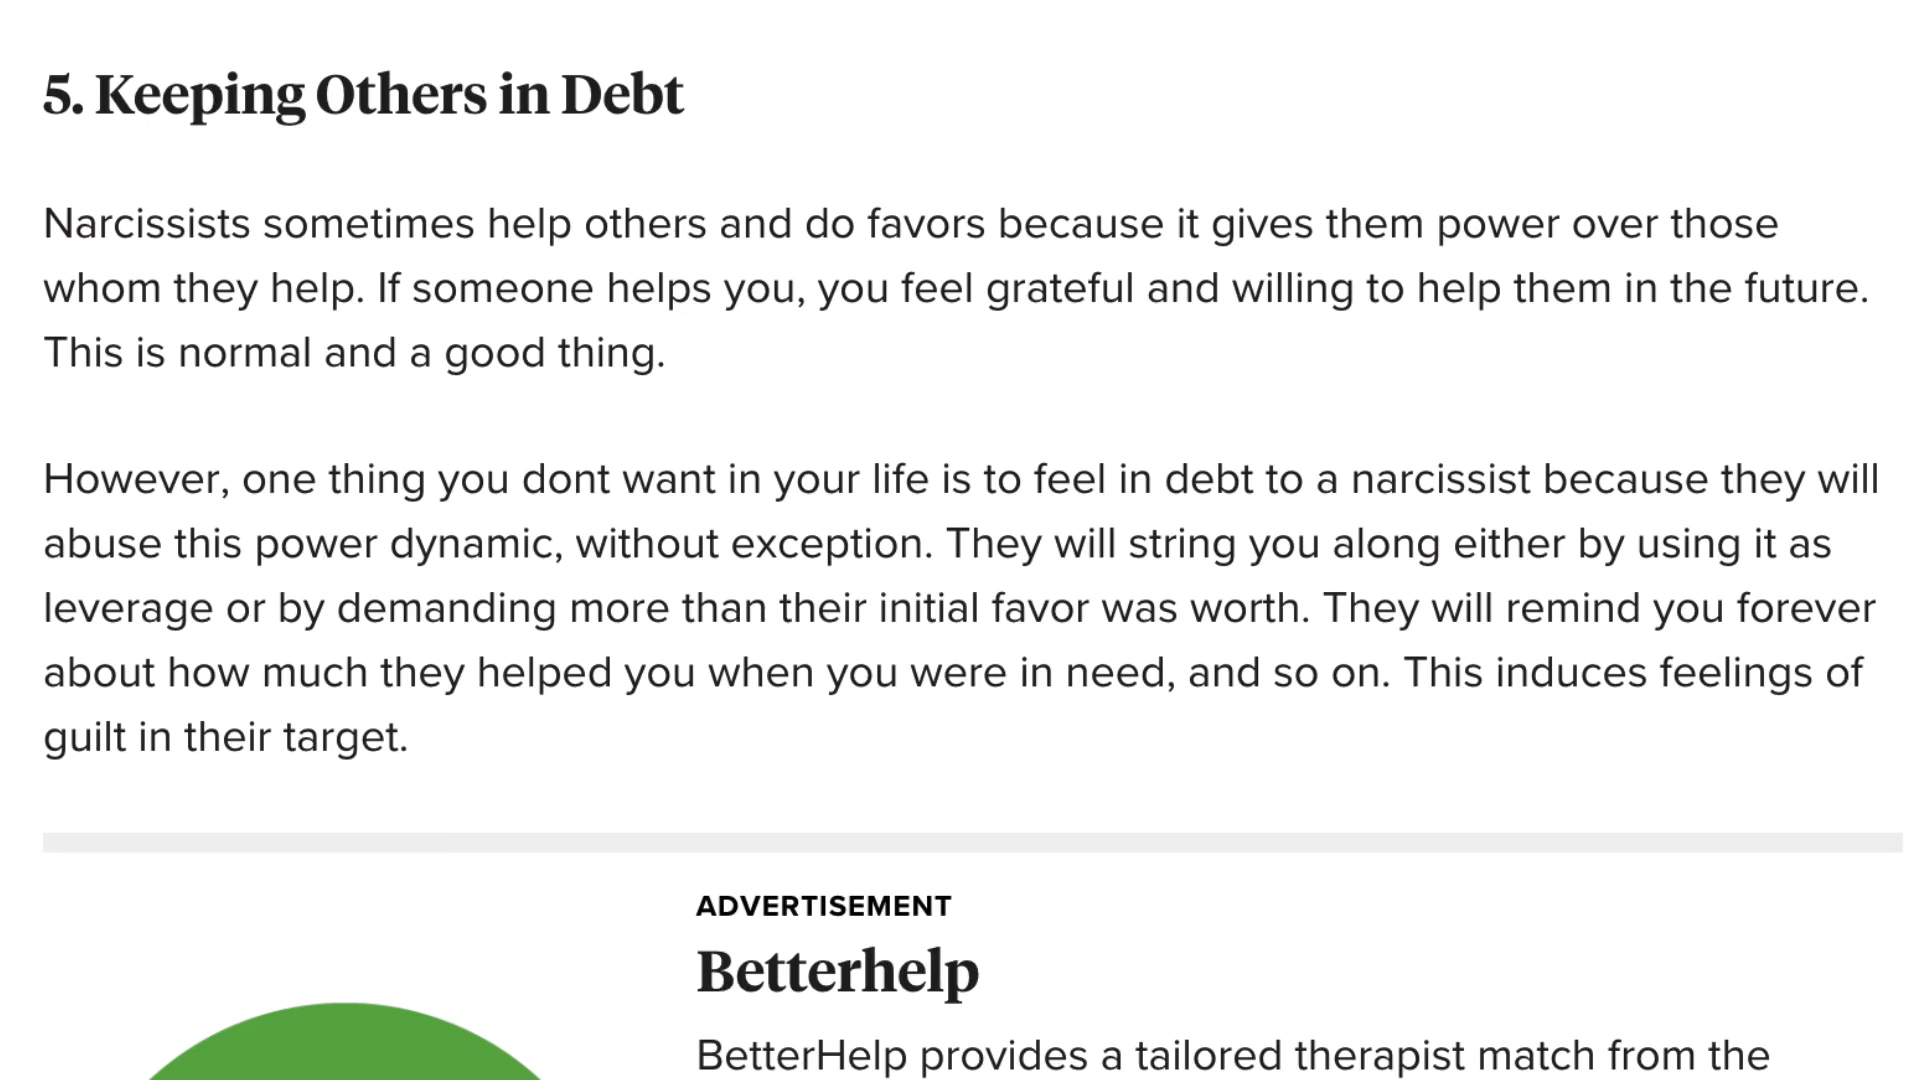 5. Keeping Others in Debt
Narcissists sometimes help others and do favors because it gives them power over those
whom they help. If someone helps you, you feel grateful and willing to help them in the future.
This is normal and a good thing.
However, one thing you dont want in your life is to feel in debt to a narcissist because they will
abuse this power dynamic, without exception. They will string you along either by using it as
leverage or by demanding more than their initial favor was worth. They will remind you forever
about how much they helped you when you were in need, and so on. This induces feelings of
guilt in their target.
ADVERTISEMENT
Betterhelp
BetterHelp provides a tailored therapist match from the